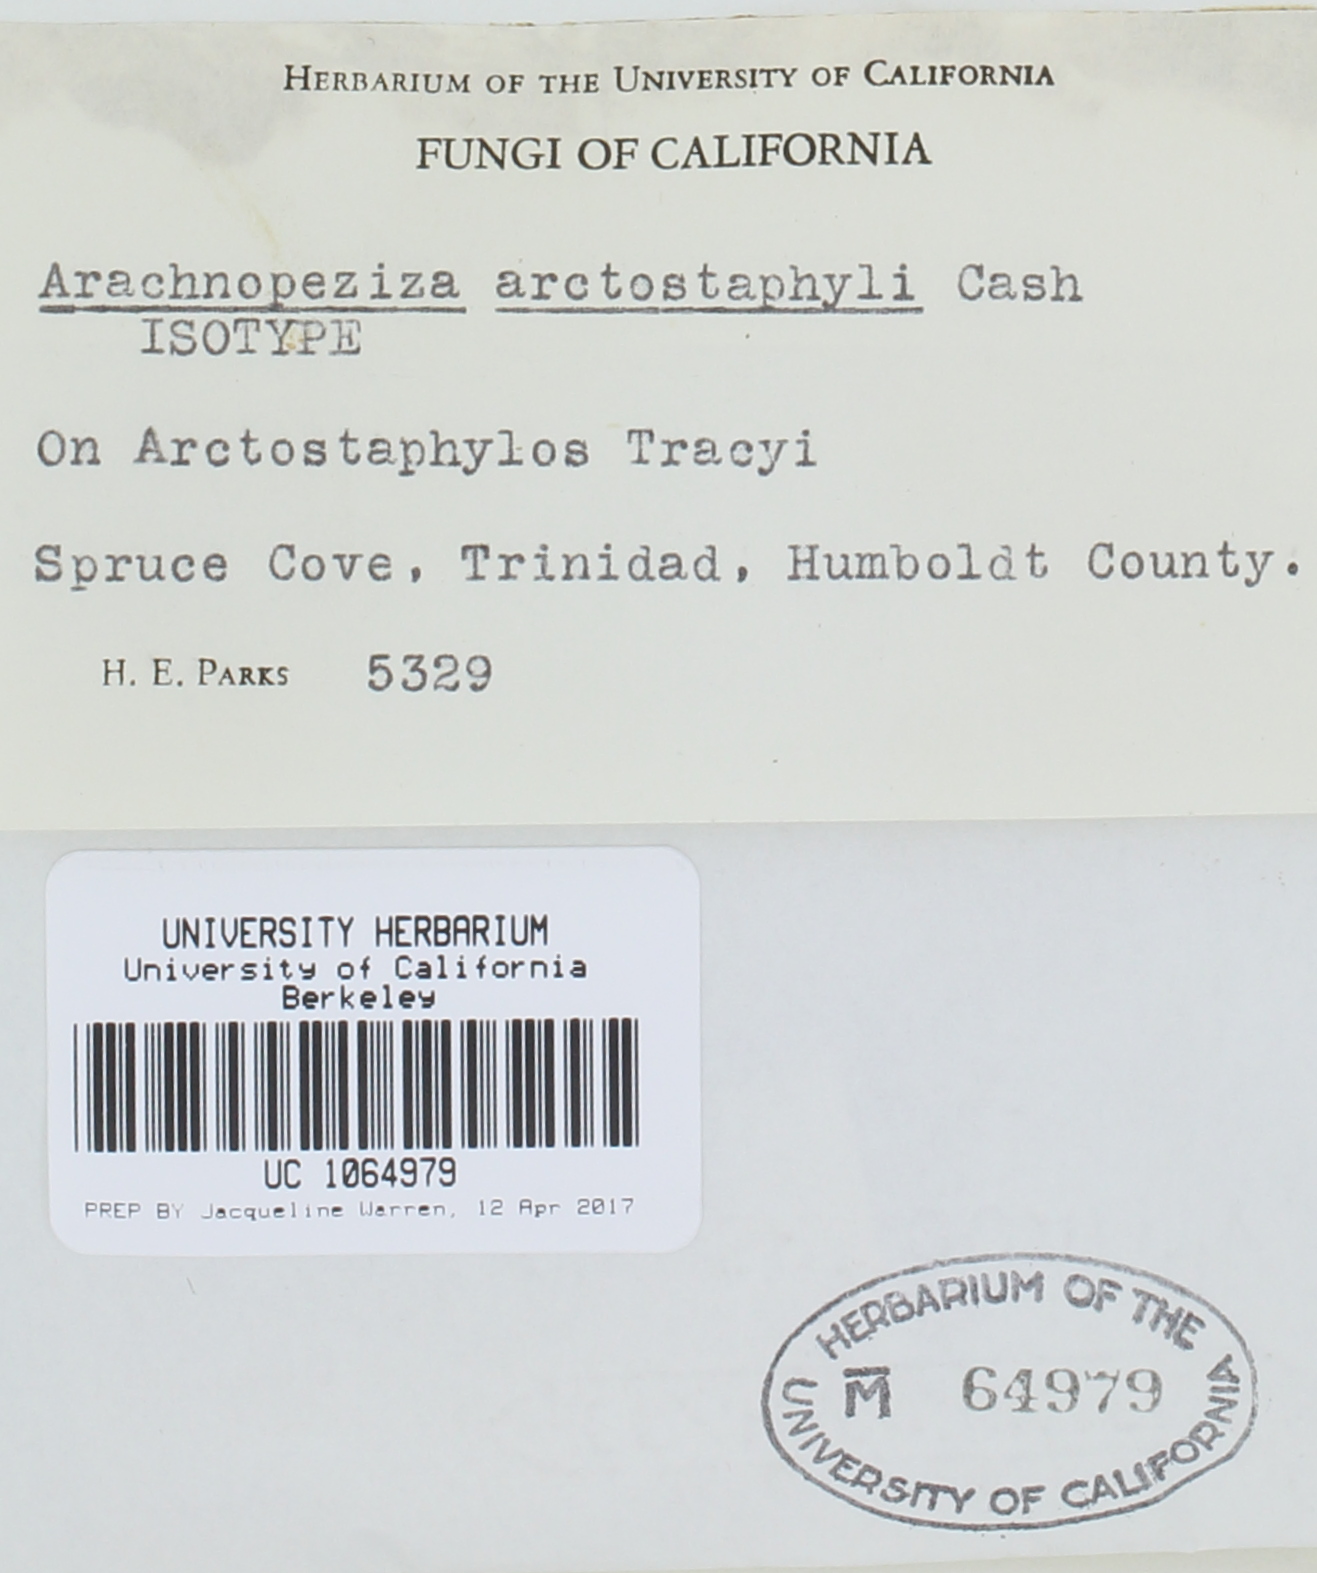 HERBARIUM OF THE UNIVERSITY OF CALIFORNIA
FUNGI OF CALIFORNIA
Arachnopeziza arctostaphyli Cash
ISOTYPE
On Arctostaphylos Tracyi
Spruce Cove, Trinidad, Humboldt County.
H. E. PARKS 5329
UNIVERSITY HERBARIUM
University of California
Berkeley
UC 1064979
PREP BY Jacqueline Warren, 12 Apr 2017
HERBARIUM OF THE
M̅ 64979
UNIVERSITY OF CALIFORNIA